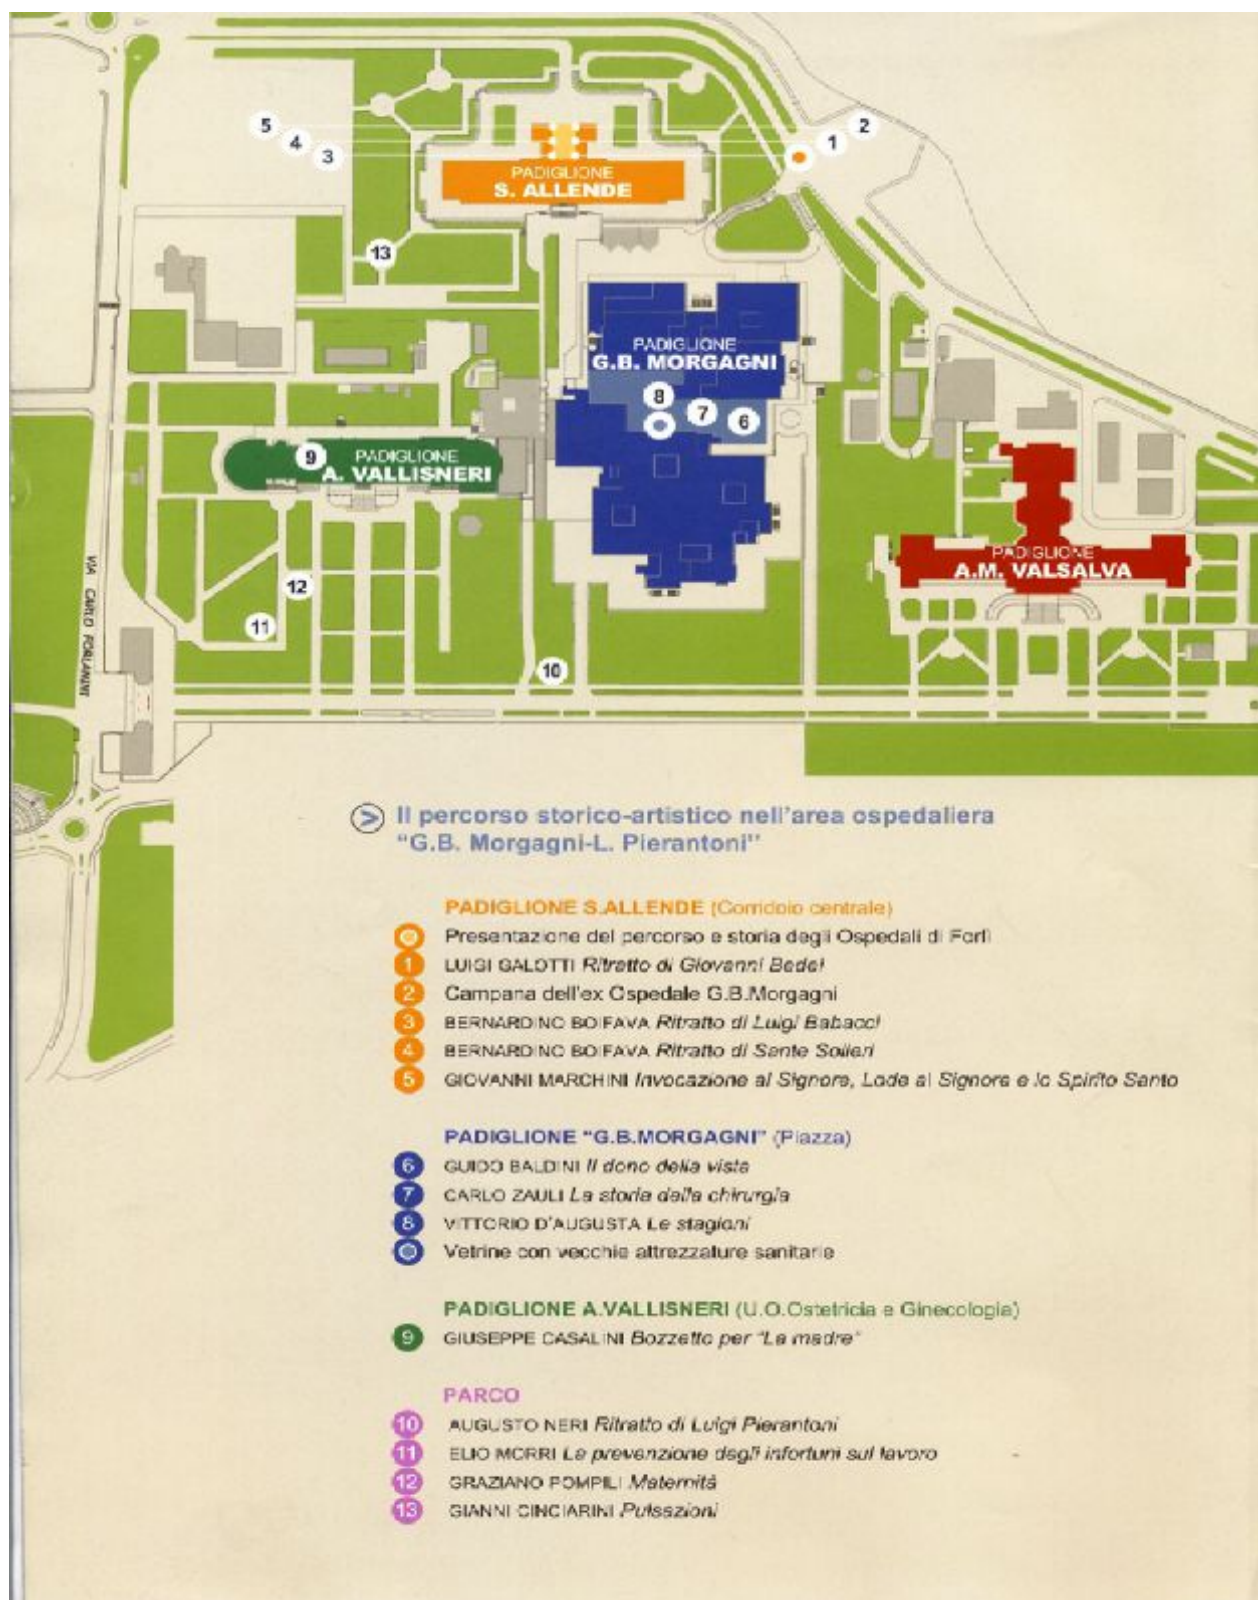 5
4
3
2
1
PADIGLIONE
S. ALLENDE
13
PADIGLIONE
G.B. MORGAGNI
8
7
6
9
PADIGLIONE
A. VALLISNERI
PADIGLIONE
A.M. VALSALVA
VIA CARLO FORLANINI
12
11
10
Il percorso storico-artistico nell'area ospedaliera
"G.B. Morgagni-L. Pierantoni"
PADIGLIONE S.ALLENDE (Corridoio centrale)
Presentazione del percorso e storia degli Ospedali di Forlì
1 LUIGI GALOTTI Ritratto di Giovanni Bedei
2 Campana dell'ex Ospedale G.B.Morgagni
3 BERNARDINO BOIFAVA Ritratto di Luigi Babacci
4 BERNARDINO BOIFAVA Ritratto di Sante Solieri
5 GIOVANNI MARCHINI Invocazione al Signore, Lode al Signore e lo Spirito Santo
PADIGLIONE "G.B.MORGAGNI" (Piazza)
6 GUIDO BALDINI Il dono della vista
7 CARLO ZAULI La storia della chirurgia
8 VITTORIO D'AUGUSTA Le stagioni
Vetrine con vecchie attrezzature sanitarie
PADIGLIONE A.VALLISNERI (U.O.Ostetricia e Ginecologia)
9 GIUSEPPE CASALINI Bozzetto per "La madre"
PARCO
10 AUGUSTO NERI Ritratto di Luigi Pierantoni
11 ELIO MORRI La prevenzione degli infortuni sul lavoro
12 GRAZIANO POMPILI Maternità
13 GIANNI CINCIARINI Pulsazioni